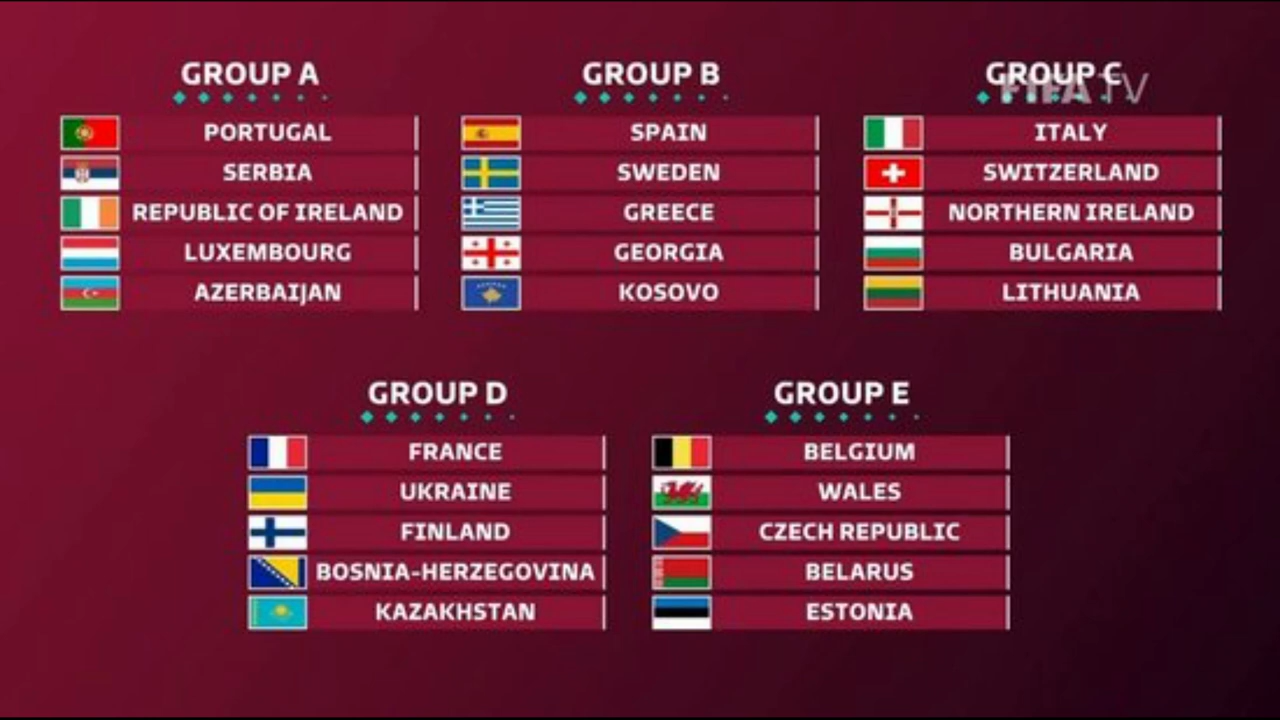 GROUP A
PORTUGAL
SERBIA
REPUBLIC OF IRELAND
LUXEMBOURG
AZERBAIJAN
GROUP B
SPAIN
SWEDEN
GREECE
GEORGIA
KOSOVO
GROUP C
FIFA TV
ITALY
SWITZERLAND
NORTHERN IRELAND
BULGARIA
LITHUANIA
GROUP D
FRANCE
UKRAINE
FINLAND
BOSNIA-HERZEGOVINA
KAZAKHSTAN
GROUP E
BELGIUM
WALES
CZECH REPUBLIC
BELARUS
ESTONIA